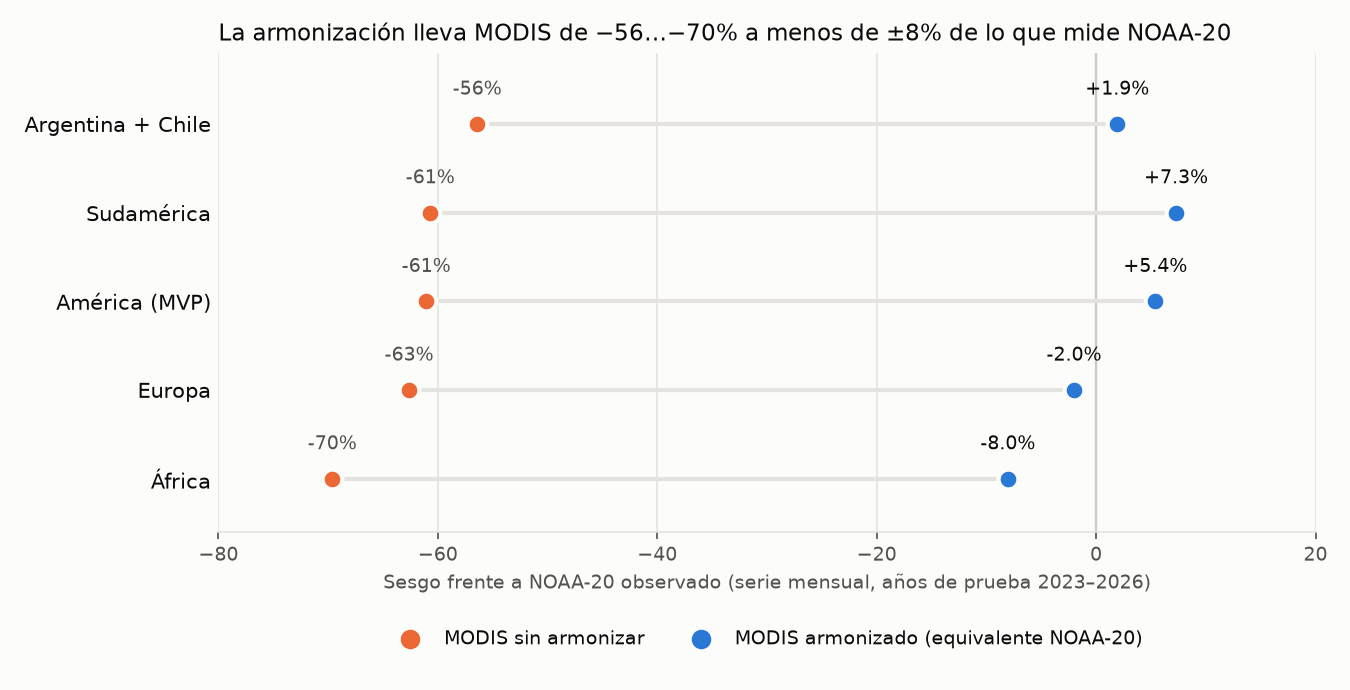 La armonización lleva MODIS de −56…−70% a menos de ±8% de lo que mide NOAA-20
-56%
+1.9%
Argentina + Chile
-61%
+7.3%
Sudamérica
-61%
+5.4%
América (MVP)
-63%
-2.0%
Europa
-70%
-8.0%
África
−80
−60
−40
−20
0
20
Sesgo frente a NOAA-20 observado (serie mensual, años de prueba 2023–2026)
MODIS sin armonizar
MODIS armonizado (equivalente NOAA-20)